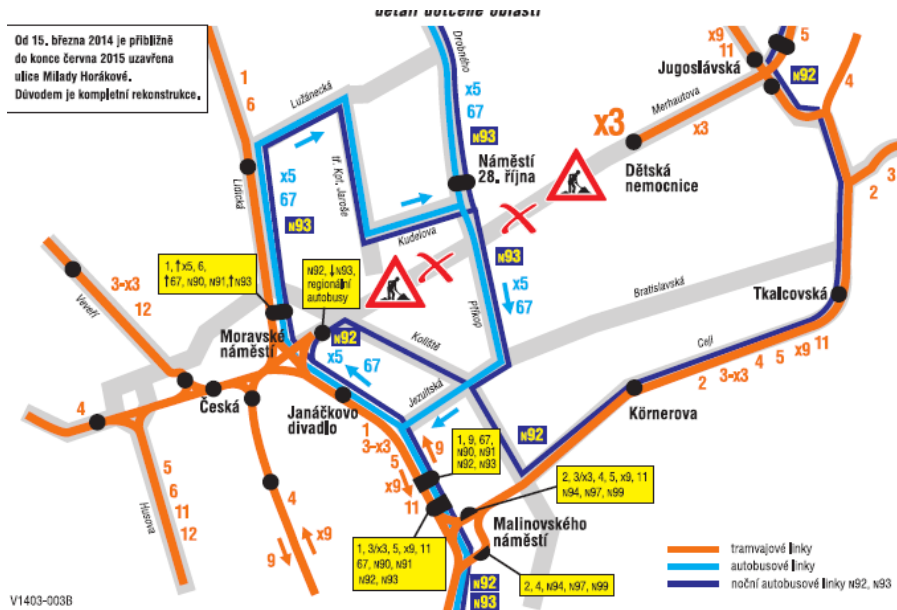 detail dotčené oblasti
Od 15. března 2014 je přibližně
do konce června 2015 uzavřena
ulice Milady Horákové.
Důvodem je kompletní rekonstrukce.
1
6
Lužánecká
Drobného
x5
67
N93
x9
11
5
Jugoslávská
N92
4
Merhautova
x3
x3
Dětská
nemocnice
3
2
Lidická
x5
67
N93
tř. Kpt. Jaroše
Náměstí
28. října
Kudelova
N93
x5
67
Příkop
Bratislavská
Tkalcovská
1, ↑x5, 6,
↑67, N90, N91,↑N93
N92, ↓N93,
regionální
autobusy
3-x3
12
Veveří
Moravské
náměstí
N92
Koliště
x5
67
Jezuitská
Cejl
2
3-x3
4
5
x9
11
Körnerova
4
Česká
Janáčkovo
divadlo
1
3-x3
5
x9
11
9
1, 9, 67,
N90, N91
N92, N93
N92
2, 3/x3, 4, 5, x9, 11
N94, N97, N99
5
6
11
12
Husova
4
9
x9
Malinovského
náměstí
1, 3/x3, 5, x9, 11
67, N90, N91
N92, N93
2, 4, N94, N97, N99
N92
N93
tramvajové linky
autobusové linky
noční autobusové linky N92, N93
V1403-003B